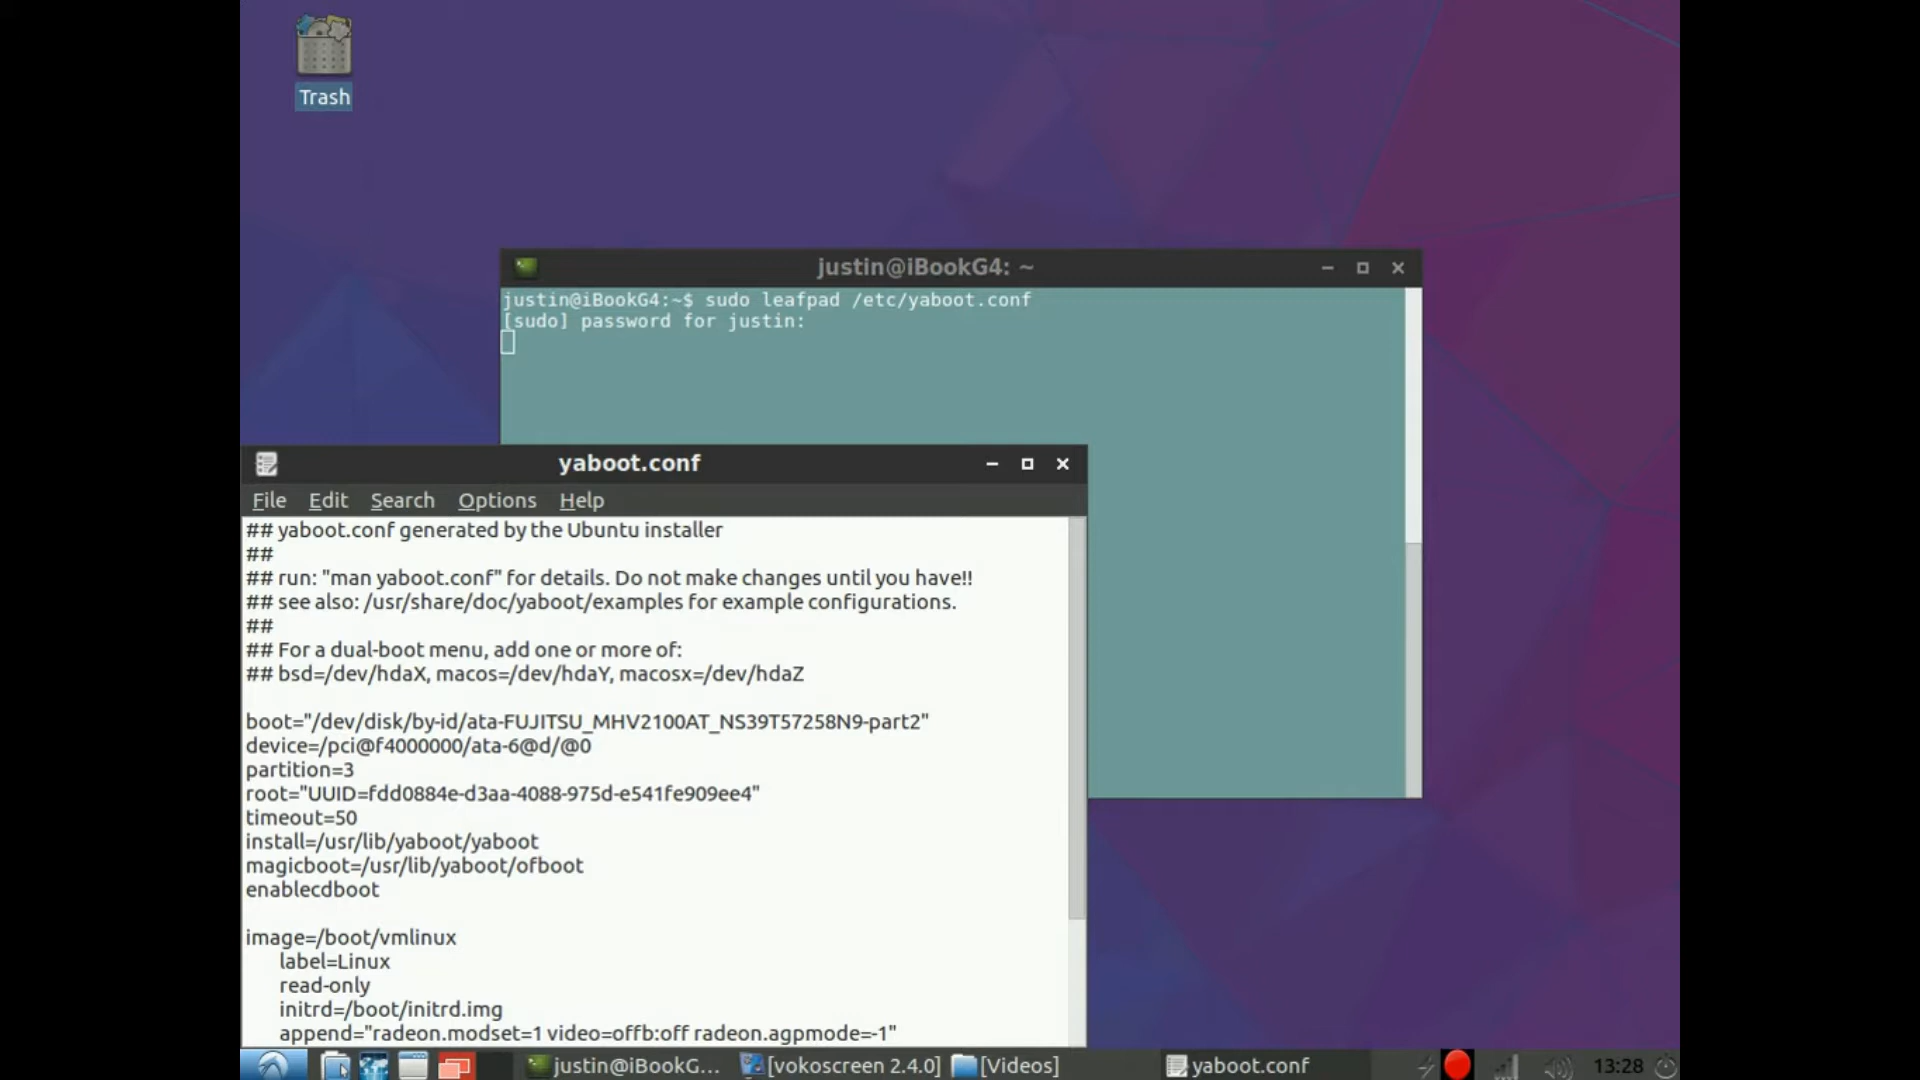 Trash
justin@iBookG4: ~
justin@iBookG4:~$ sudo leafpad /etc/yaboot.conf
[sudo] password for justin:
yaboot.conf
File Edit Search Options Help
## yaboot.conf generated by the Ubuntu installer
##
## run: "man yaboot.conf" for details. Do not make changes until you have!!
## see also: /usr/share/doc/yaboot/examples for example configurations.
##
## For a dual-boot menu, add one or more of:
## bsd=/dev/hdaX, macos=/dev/hdaY, macosx=/dev/hdaZ
boot="/dev/disk/by-id/ata-FUJITSU_MHV2100AT_NS39T57258N9-part2"
device=/pci@f4000000/ata-6@d/@0
partition=3
root="UUID=fdd0884e-d3aa-4088-975d-e541fe909ee4"
timeout=50
install=/usr/lib/yaboot/yaboot
magicboot=/usr/lib/yaboot/ofboot
enablecdboot
image=/boot/vmlinux
label=Linux
read-only
initrd=/boot/initrd.img
append="radeon.modset=1 video=offb:off radeon.agpmode=-1"
justin@iBookG... [vokoscreen 2.4.0] [Videos] yaboot.conf 13:28